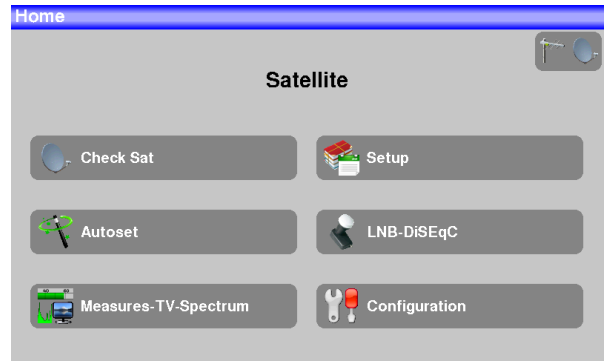 Home
Satellite
Check Sat
Setup
Autoset
LNB-DiSEqC
Measures-TV-Spectrum
Configuration